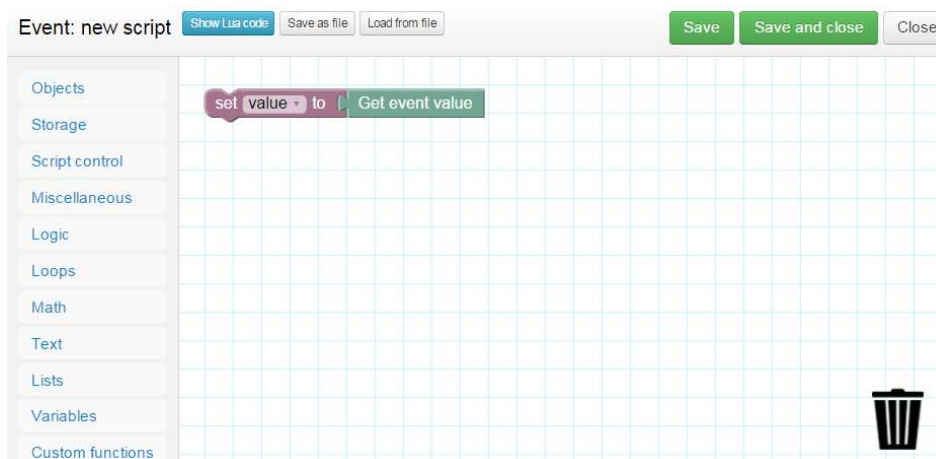 Event: new script Show Lua code Save as file Load from file Save Save and close Close
Objects
set value to Get event value
Storage
Script control
Miscellaneous
Logic
Loops
Math
Text
Lists
Variables
Custom functions